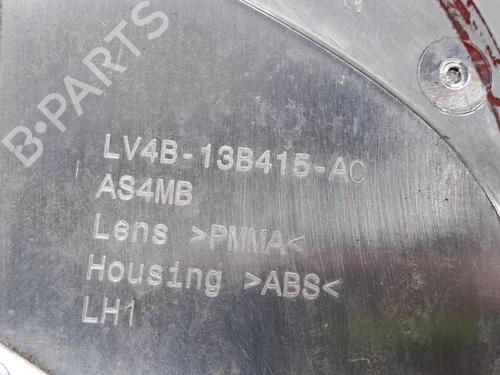 B-PARTS
LV4B-13B415-AC
AS4MB
Lens >PMMA<
Housing >ABS<
LH1